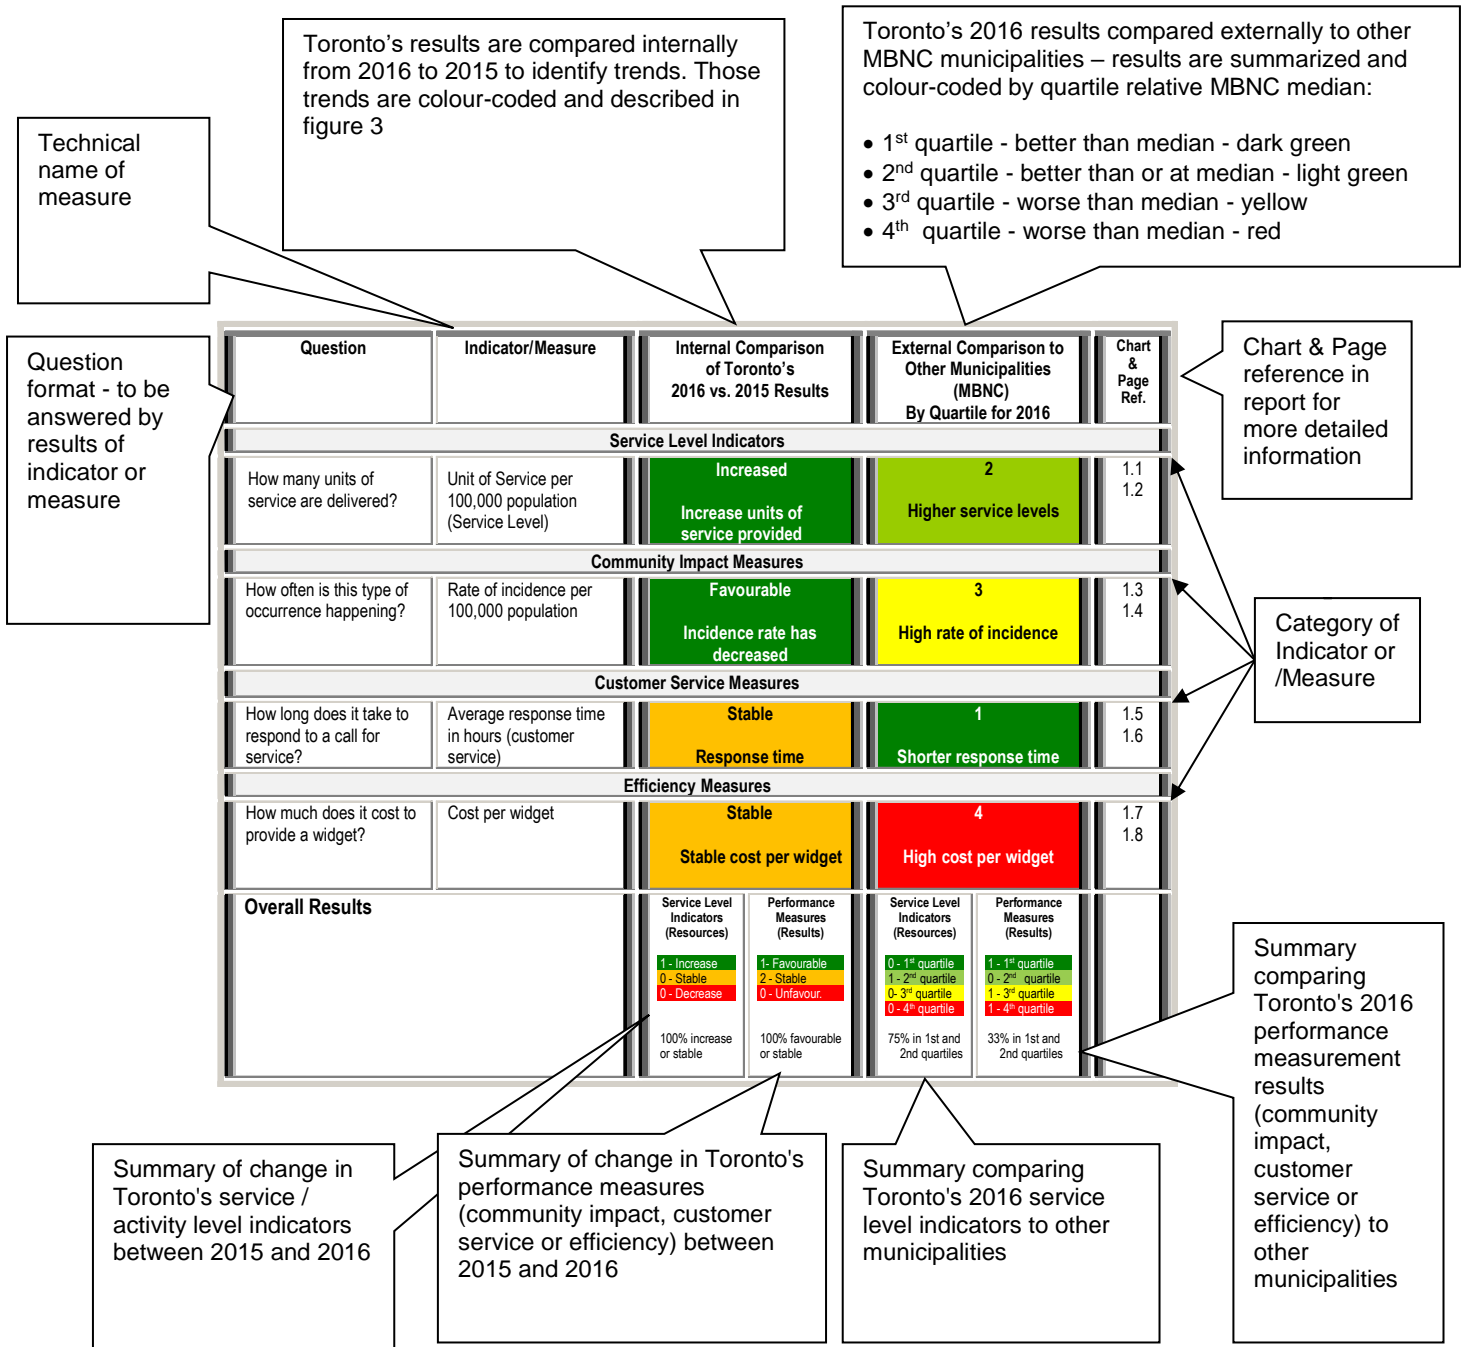 Toronto's results are compared internally
from 2016 to 2015 to identify trends. Those
trends are colour-coded and described in
figure 3
Toronto's 2016 results compared externally to other
MBNC municipalities – results are summarized and
colour-coded by quartile relative MBNC median:
• 1st quartile - better than median - dark green
• 2nd quartile - better than or at median - light green
• 3rd quartile - worse than median - yellow
• 4th quartile - worse than median - red
Technical
name of
measure
Question
format - to be
answered by
results of
indicator or
measure
Chart & Page
reference in
report for
more detailed
information
Category of
Indicator or
/Measure
Question
Indicator/Measure
Internal Comparison
of Toronto's
2016 vs. 2015 Results
External Comparison to
Other Municipalities
(MBNC)
By Quartile for 2016
Chart
&
Page
Ref.
Service Level Indicators
How many units of
service are delivered?
Unit of Service per
100,000 population
(Service Level)
Increased
Increase units of
service provided
2
Higher service levels
1.1
1.2
Community Impact Measures
How often is this type of
occurrence happening?
Rate of incidence per
100,000 population
Favourable
Incidence rate has
decreased
3
High rate of incidence
1.3
1.4
Customer Service Measures
How long does it take to
respond to a call for
service?
Average response time
in hours (customer
service)
Stable
Response time
1
Shorter response time
1.5
1.6
Efficiency Measures
How much does it cost to
provide a widget?
Cost per widget
Stable
Stable cost per widget
4
High cost per widget
1.7
1.8
Overall Results
Service Level
Indicators
(Resources)
1 - Increase
0 - Stable
0 - Decrease
100% increase
or stable
Performance
Measures
(Results)
1- Favourable
2 - Stable
0 - Unfavour.
100% favourable
or stable
Service Level
Indicators
(Resources)
0 - 1st quartile
1 - 2nd quartile
0- 3rd quartile
0 - 4th quartile
75% in 1st and
2nd quartiles
Performance
Measures
(Results)
1 - 1st quartile
0 - 2nd quartile
1 - 3rd quartile
1 - 4th quartile
33% in 1st and
2nd quartiles
Summary of change in
Toronto's service /
activity level indicators
between 2015 and 2016
Summary of change in Toronto's
performance measures
(community impact, customer
service or efficiency) between
2015 and 2016
Summary comparing
Toronto's 2016 service
level indicators to other
municipalities
Summary
comparing
Toronto's 2016
performance
measurement
results
(community
impact,
customer
service or
efficiency) to
other
municipalities